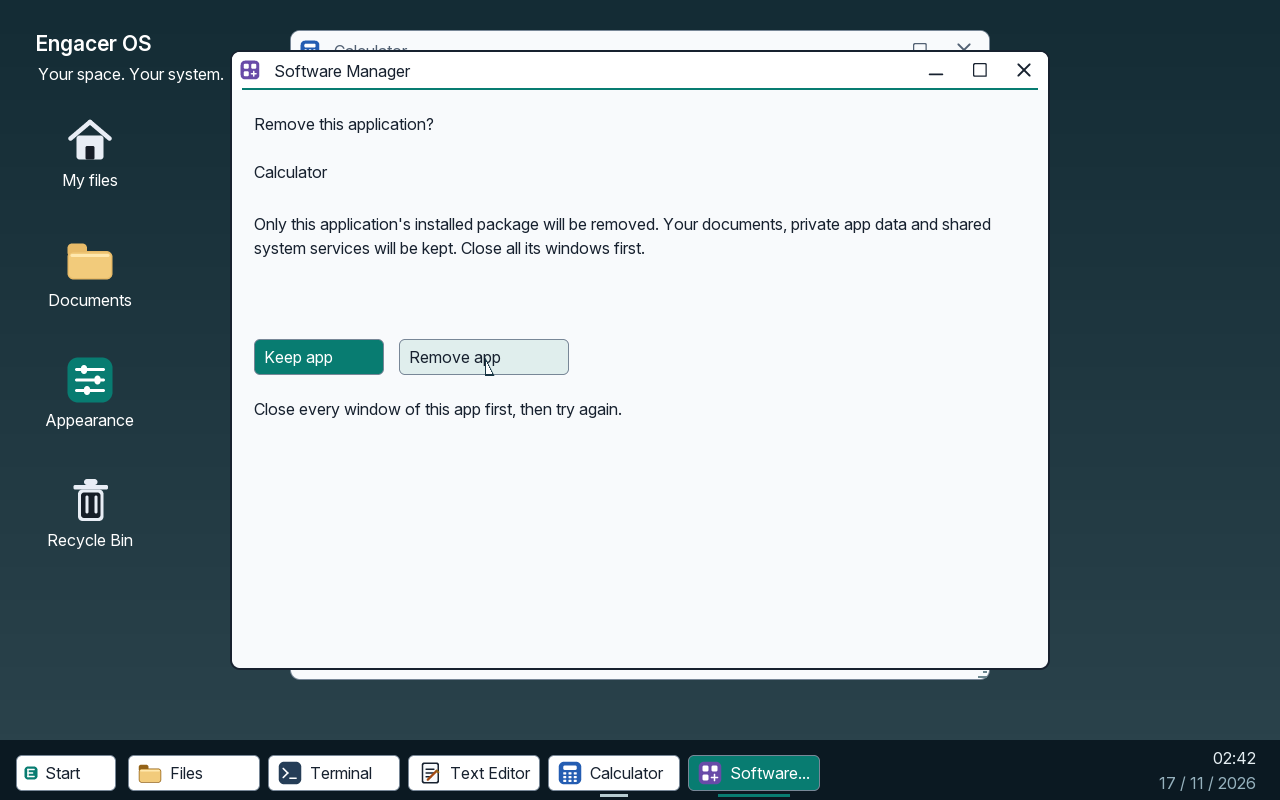 Engacer OS
Your space. Your system.
My files
Documents
Appearance
Recycle Bin
Calculator
Software Manager
Remove this application?
Calculator
Only this application's installed package will be removed. Your documents, private app data and shared
system services will be kept. Close all its windows first.
Keep app
Remove app
Close every window of this app first, then try again.
Start
Files
Terminal
Text Editor
Calculator
Software...
02:42
17 / 11 / 2026